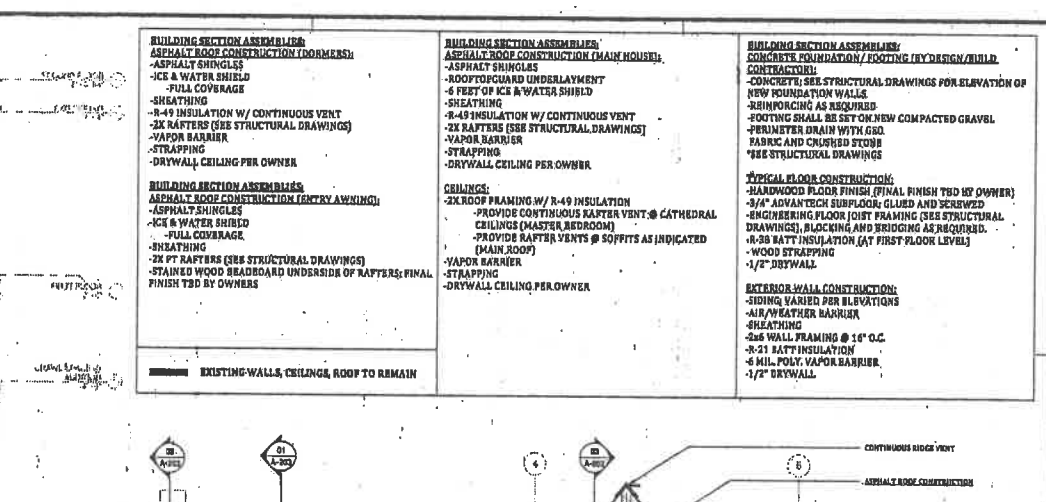 BUILDING SECTION ASSEMBLIES:
ASPHALT ROOF CONSTRUCTION (DORMERS):
-ASPHALT SHINGLES
-ICE & WATER SHIELD
-FULL COVERAGE
-SHEATHING
-R-49 INSULATION W/ CONTINUOUS VENT
-2X RAFTERS (SEE STRUCTURAL DRAWINGS)
-VAPOR BARRIER
-STRAPPING
-DRYWALL CEILING PER OWNER
BUILDING SECTION ASSEMBLIES:
ASPHALT ROOF CONSTRUCTION (ENTRY AWNING):
-ASPHALT SHINGLES
-ICE & WATER SHIELD
-FULL COVERAGE
-SHEATHING
-2X PT RAFTERS (SEE STRUCTURAL DRAWINGS)
-STAINED WOOD BEADBOARD UNDERSIDE OF RAFTERS; FINAL
FINISH TBD BY OWNERS
EXISTING WALLS, CEILINGS, ROOF TO REMAIN
BUILDING SECTION ASSEMBLIES:
ASPHALT ROOF CONSTRUCTION (MAIN HOUSE):
-ASPHALT SHINGLES
-ROOFTOPGUARD UNDERLAYMENT
-6 FEET OF ICE & WATER SHIELD
-SHEATHING
-R-49 INSULATION W/ CONTINUOUS VENT
-2X RAFTERS (SEE STRUCTURAL DRAWINGS)
-VAPOR BARRIER
-STRAPPING
-DRYWALL CEILING PER OWNER
CEILINGS:
-2X ROOF FRAMING W/ R-49 INSULATION
-PROVIDE CONTINUOUS RAFTER VENT @ CATHEDRAL
CEILINGS (MASTER BEDROOM)
-PROVIDE RAFTER VENTS @ SOFFITS AS INDICATED
(MAIN ROOF)
-VAPOR BARRIER
-STRAPPING
-DRYWALL CEILING PER OWNER
BUILDING SECTION ASSEMBLIES:
CONCRETE FOUNDATION/ FOOTING (BY DESIGN/BUILD
CONTRACTOR):
-CONCRETE; SEE STRUCTURAL DRAWINGS FOR ELEVATION OF
NEW FOUNDATION WALLS
-REINFORCING AS REQUIRED
-FOOTING SHALL BE SET ON NEW COMPACTED GRAVEL
-PERIMETER DRAIN WITH GEO
FABRIC AND CRUSHED STONE
*SEE STRUCTURAL DRAWINGS
TYPICAL FLOOR CONSTRUCTION:
-HARDWOOD FLOOR FINISH (FINAL FINISH TBD BY OWNER)
-3/4" ADVANTECH SUBFLOOR; GLUED AND SCREWED
-ENGINEERING FLOOR JOIST FRAMING (SEE STRUCTURAL
DRAWINGS), BLOCKING AND BRIDGING AS REQUIRED.
-R-38 BATT INSULATION (AT FIRST FLOOR LEVEL)
-WOOD STRAPPING
-1/2" DRYWALL
EXTERIOR WALL CONSTRUCTION:
-SIDING; VARIED PER ELEVATIONS
-AIR/WEATHER BARRIER
-SHEATHING
-2x6 WALL FRAMING @ 16" O.C.
-R-21 BATT INSULATION
-6 MIL. POLY. VAPOR BARRIER
-1/2" DRYWALL
FIRST FLOOR
A-202
01
A-202
4
03
A-202
CONTINUOUS RIDGE VENT
ASPHALT ROOF CONSTRUCTION